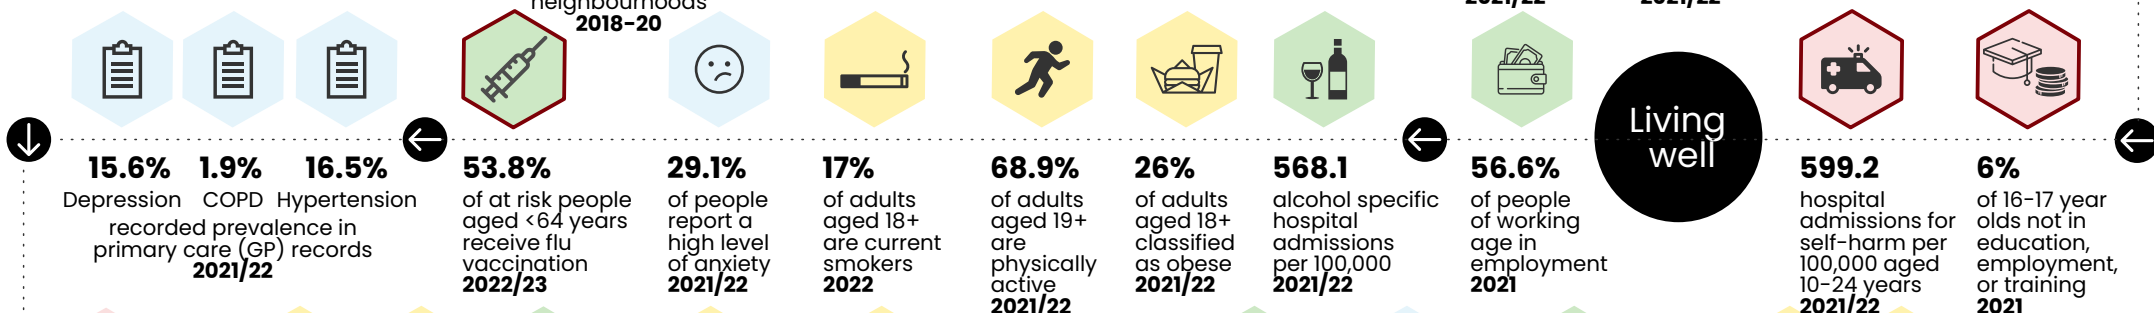 neighbourhoods
2018-20
2021/22
2021/22
Living
well
15.6%
Depression
1.9%
COPD
16.5%
Hypertension
recorded prevalence in
primary care (GP) records
2021/22
53.8%
of at risk people
aged <64 years
receive flu
vaccination
2022/23
29.1%
of people
report a
high level
of anxiety
2021/22
17%
of adults
aged 18+
are current
smokers
2022
68.9%
of adults
aged 19+
are
physically
active
2021/22
26%
of adults
aged 18+
classified
as obese
2021/22
568.1
alcohol specific
hospital
admissions
per 100,000
2021/22
56.6%
of people
of working
age in
employment
2021
599.2
hospital
admissions for
self-harm per
100,000 aged
10-24 years
2021/22
6%
of 16-17 year
olds not in
education,
employment,
or training
2021